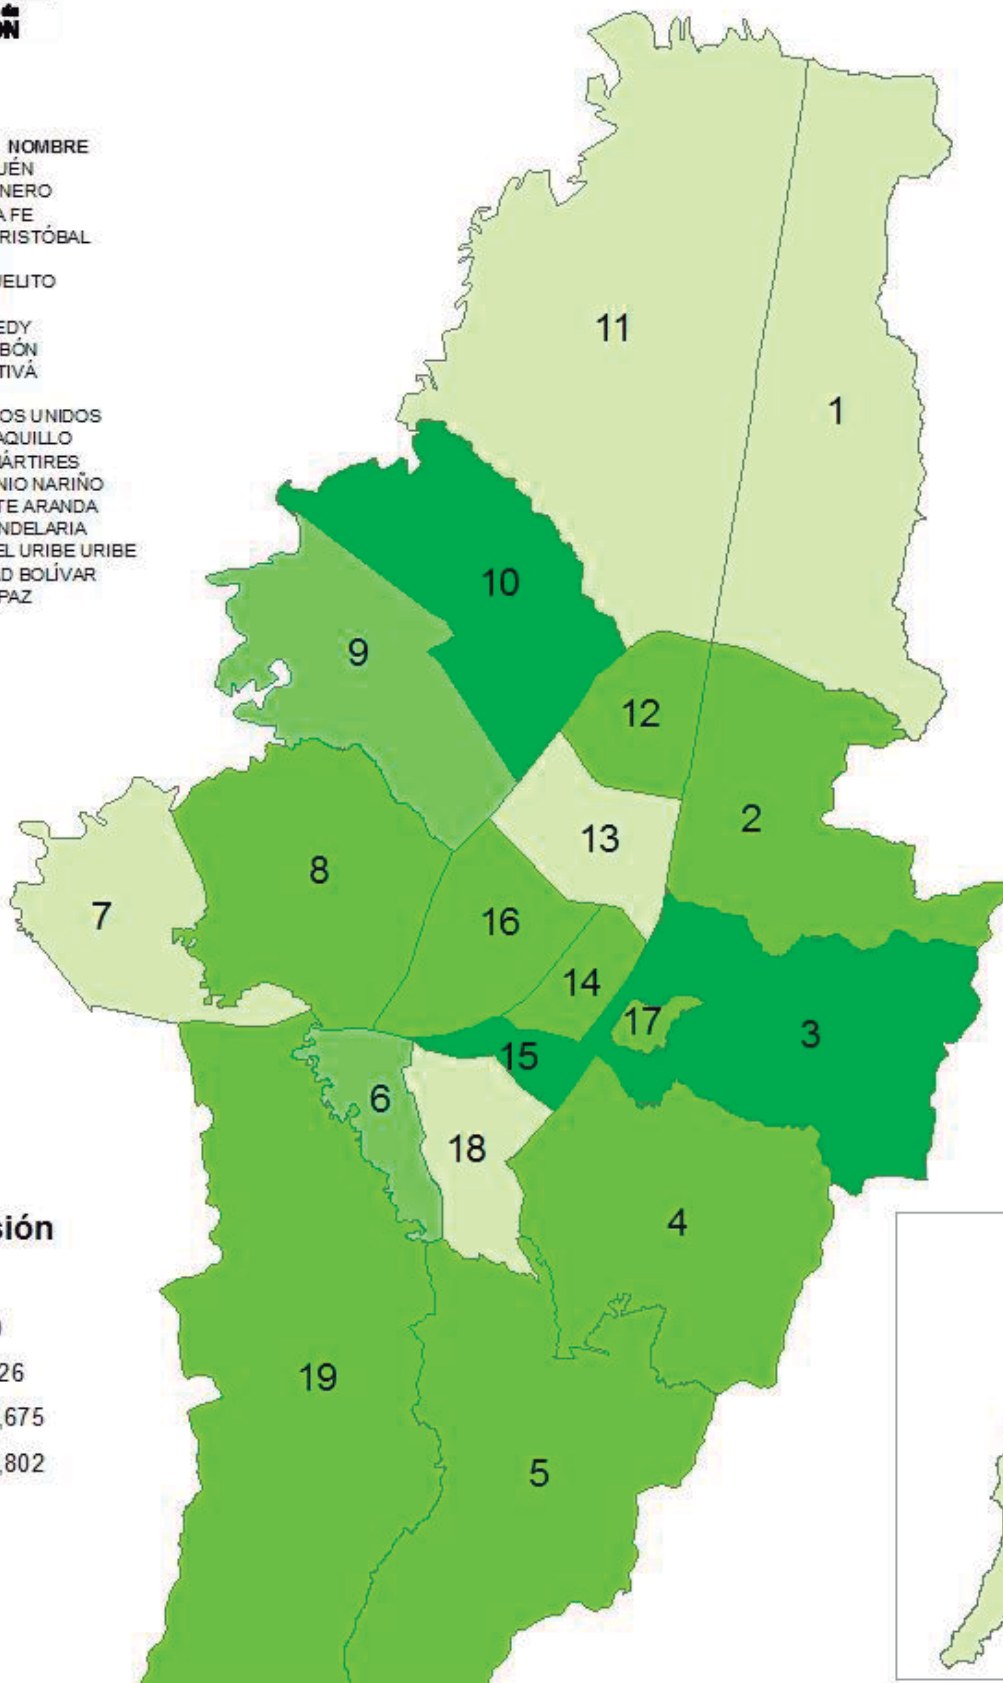 de
ÓN
NOMBRE
UÉN
NERO
A FE
RISTÓBAL
JELITO
EDY
BÓN
TIVÁ
OS UNIDOS
AQUILLO
MÁRTIRES
NIO NARIÑO
TE ARANDA
NDELARIA
EL URIBE URIBE
D BOLÍVAR
PAZ
11
1
10
9
12
2
13
8
16
7
14
17
3
15
6
18
4
sión
26
,675
19
,802
5